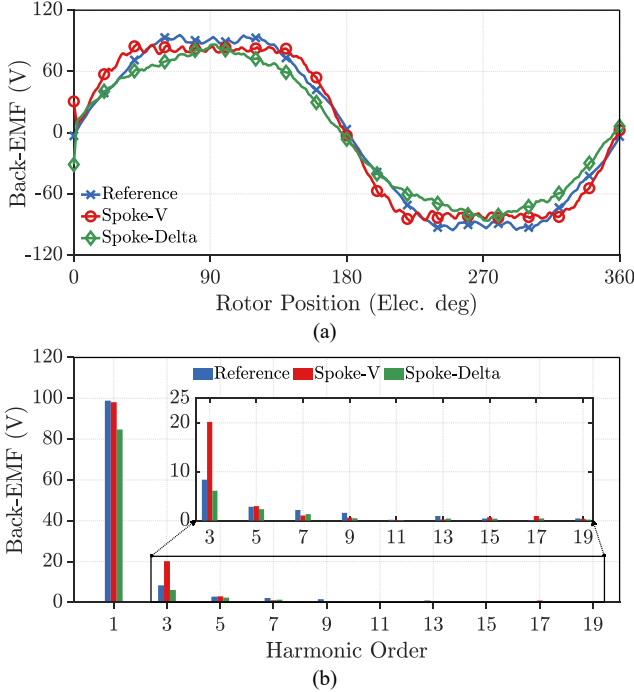 120
60
0
-60
-120
Back-EMF (V)
Reference
Spoke-V
Spoke-Delta
0 90 180 270 360
Rotor Position (Elec. deg)
(a)
120
100
80
60
40
20
0
Back-EMF (V)
Reference Spoke-V Spoke-Delta
25
20
10
0
3 5 7 9 11 13 15 17 19
1 3 5 7 9 11 13 15 17 19
Harmonic Order
(b)